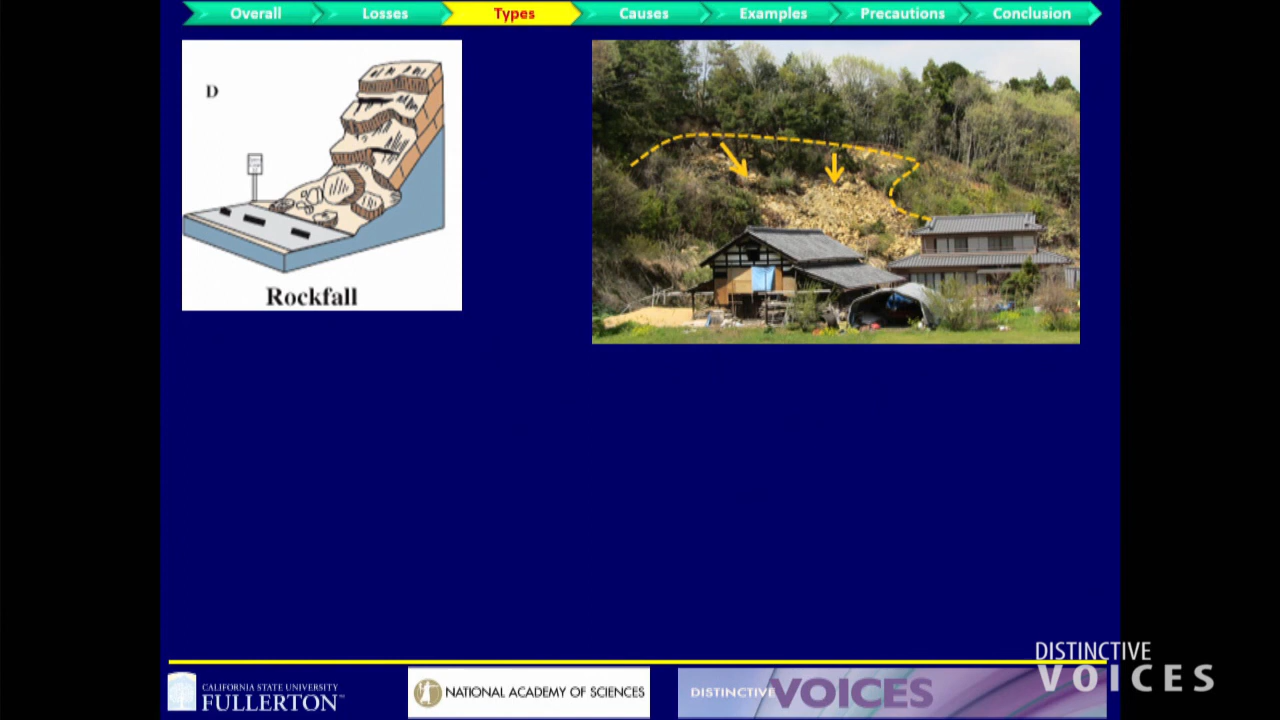 Overall
Losses
Types
Causes
Examples
Precautions
Conclusion
D
Rockfall
CALIFORNIA STATE UNIVERSITY
FULLERTON™
NATIONAL ACADEMY OF SCIENCES
DISTINCTIVE VOICES
DISTINCTIVE
VOICES